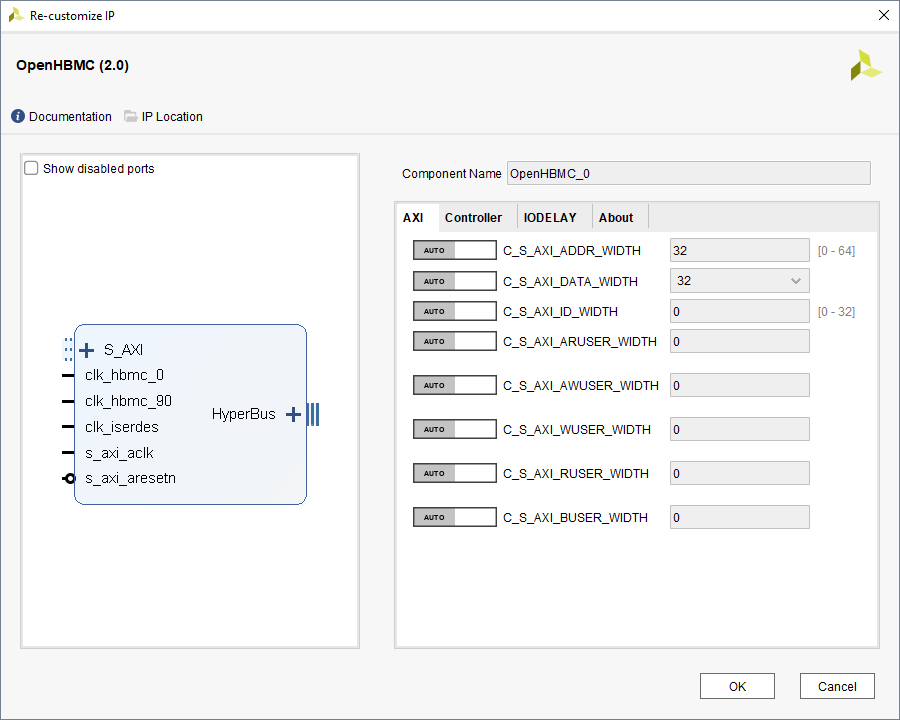 Re-customize IP
OpenHBMC (2.0)
Documentation IP Location
Show disabled ports
S_AXI
clk_hbmc_0
clk_hbmc_90
clk_iserdes
s_axi_aclk
s_axi_aresetn
HyperBus
Component Name OpenHBMC_0
AXI Controller IODELAY About
AUTO C_S_AXI_ADDR_WIDTH 32 [0 - 64]
AUTO C_S_AXI_DATA_WIDTH 32
AUTO C_S_AXI_ID_WIDTH 0 [0 - 32]
AUTO C_S_AXI_ARUSER_WIDTH 0
AUTO C_S_AXI_AWUSER_WIDTH 0
AUTO C_S_AXI_WUSER_WIDTH 0
AUTO C_S_AXI_RUSER_WIDTH 0
AUTO C_S_AXI_BUSER_WIDTH 0
OK Cancel